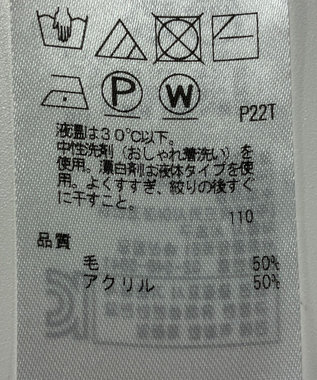 P W
P22T
液温は30℃以下。
中性洗剤(おしゃれ着洗い)を
使用。漂白剤は液体タイプを使
用。よくすすぎ、絞りの後すぐ
に干すこと。
110
品質
毛 50%
アクリル 50%